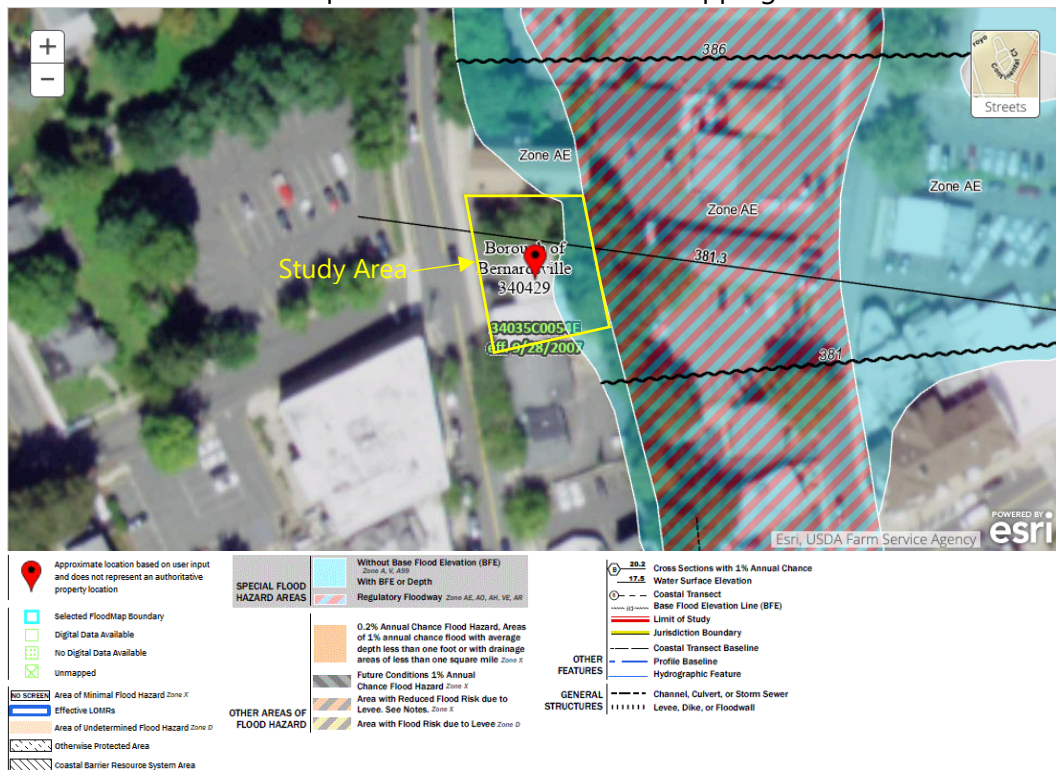 +
−
386
royo
Continental
Ct
Streets
Zone AE
Zone AE
Zone AE
Borough of
Bernardsville
340429
381.3
Study Area
34035C0054F
eff. 9/28/2007
381
POWERED BY
esri
Esri, USDA Farm Service Agency
Approximate location based on user input
and does not represent an authoritative
property location
Selected FloodMap Boundary
Digital Data Available
No Digital Data Available
Unmapped
NO SCREEN Area of Minimal Flood Hazard Zone X
Effective LOMRs
Area of Undetermined Flood Hazard Zone D
Otherwise Protected Area
Coastal Barrier Resource System Area
SPECIAL FLOOD
HAZARD AREAS
Without Base Flood Elevation (BFE)
Zone A, V, A99
With BFE or Depth
Regulatory Floodway Zone AE, AO, AH, VE, AR
0.2% Annual Chance Flood Hazard, Areas
of 1% annual chance flood with average
depth less than one foot or with drainage
areas of less than one square mile Zone X
Future Conditions 1% Annual
Chance Flood Hazard Zone X
Area with Reduced Flood Risk due to
Levee. See Notes. Zone X
Area with Flood Risk due to Levee Zone D
OTHER AREAS OF
FLOOD HAZARD
B 20.2 Cross Sections with 1% Annual Chance
17.5 Water Surface Elevation
Coastal Transect
Base Flood Elevation Line (BFE)
Limit of Study
Jurisdiction Boundary
Coastal Transect Baseline
OTHER
FEATURES
Profile Baseline
Hydrographic Feature
GENERAL
STRUCTURES
Channel, Culvert, or Storm Sewer
Levee, Dike, or Floodwall